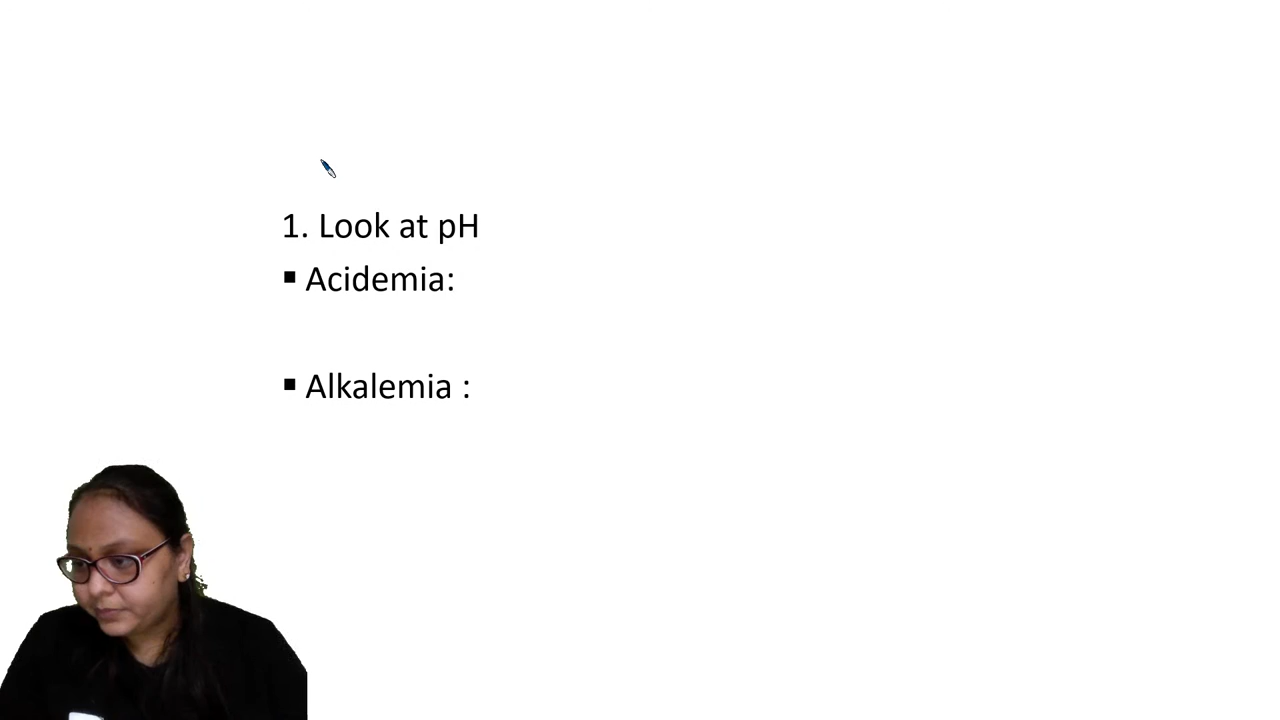 1. Look at pH
▪ Acidemia:
▪ Alkalemia :